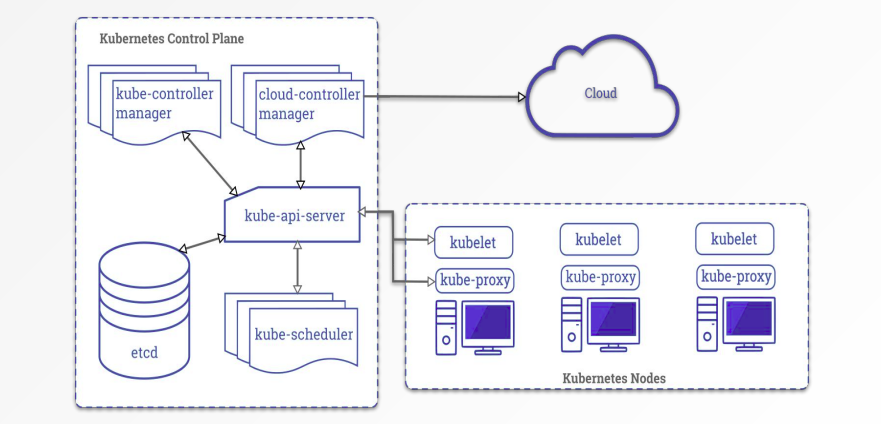 Kubernetes Control Plane
kube-controller
manager
cloud-controller
manager
Cloud
kube-api-server
kubelet
kubelet
kubelet
kube-proxy
kube-proxy
kube-proxy
kube-scheduler
etcd
Kubernetes Nodes